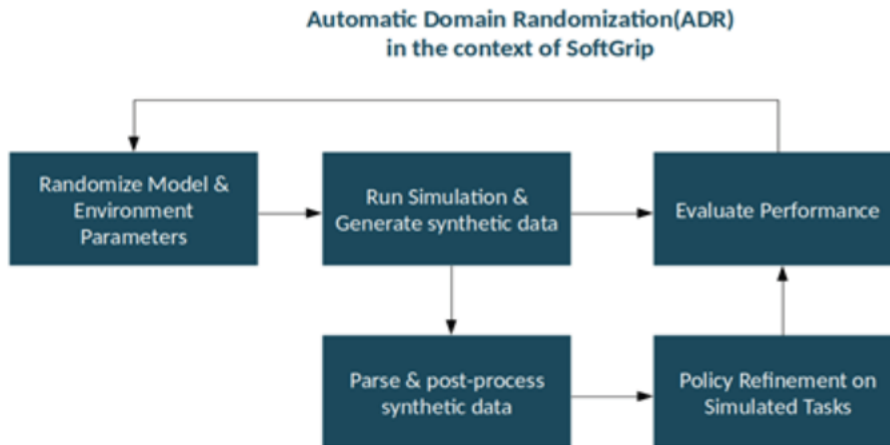 Automatic Domain Randomization(ADR)
in the context of SoftGrip
Randomize Model &
Environment
Parameters
Run Simulation &
Generate synthetic data
Evaluate Performance
Parse & post-process
synthetic data
Policy Refinement on
Simulated Tasks